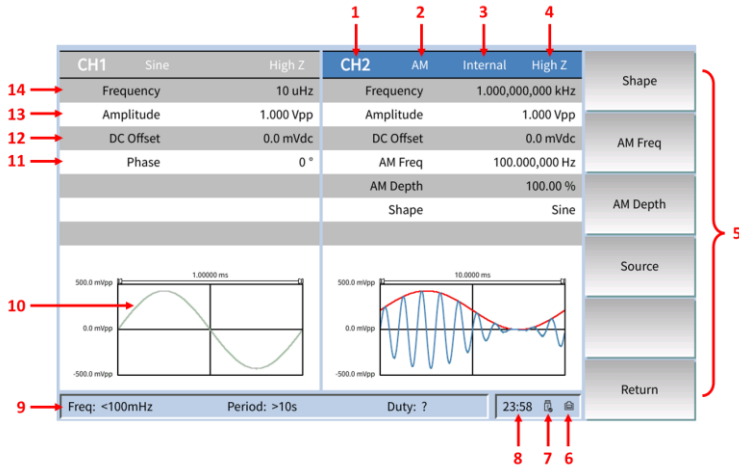 1 2 3 4
CH1 Sine High Z
CH2 AM Internal High Z
Shape
14 Frequency 10 uHz
Frequency 1.000,000,000 kHz
13 Amplitude 1.000 Vpp
Amplitude 1.000 Vpp
12 DC Offset 0.0 mVdc
DC Offset 0.0 mVdc
AM Freq
11 Phase 0 °
AM Freq 100.000,000 Hz
AM Depth 100.00 %
AM Depth
Shape Sine
5
Source
1.00000 ms
500.0 mVpp
10.0000 ms
500.0 mVpp
10
0.0 mVpp
0.0 mVpp
-500.0 mVpp
-500.0 mVpp
Return
9 Freq: <100mHz Period: >10s Duty: ? 23:58
8 7 6